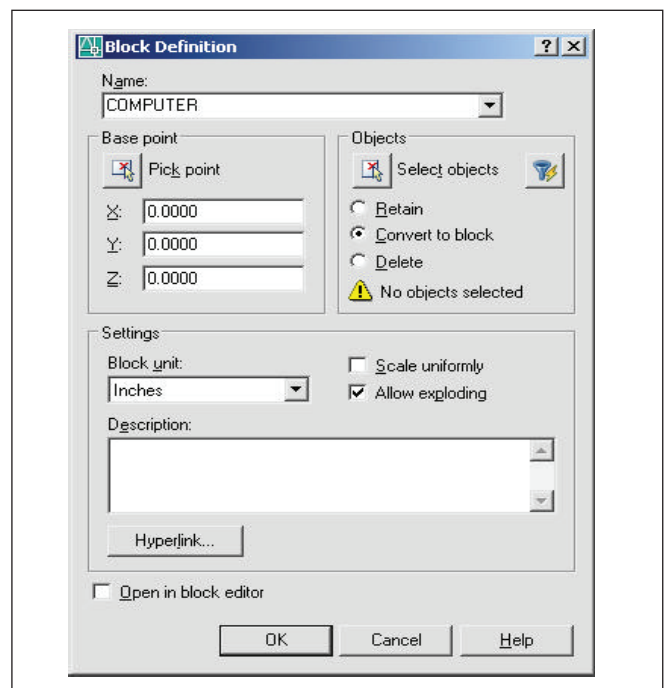 Block Definition
Name:
COMPUTER
Base point
Pick point
X: 0.0000
Y: 0.0000
Z: 0.0000
Objects
Select objects
Retain
Convert to block
Delete
No objects selected
Settings
Block unit:
Inches
Scale uniformly
Allow exploding
Description:
Hyperlink...
Open in block editor
OK Cancel Help